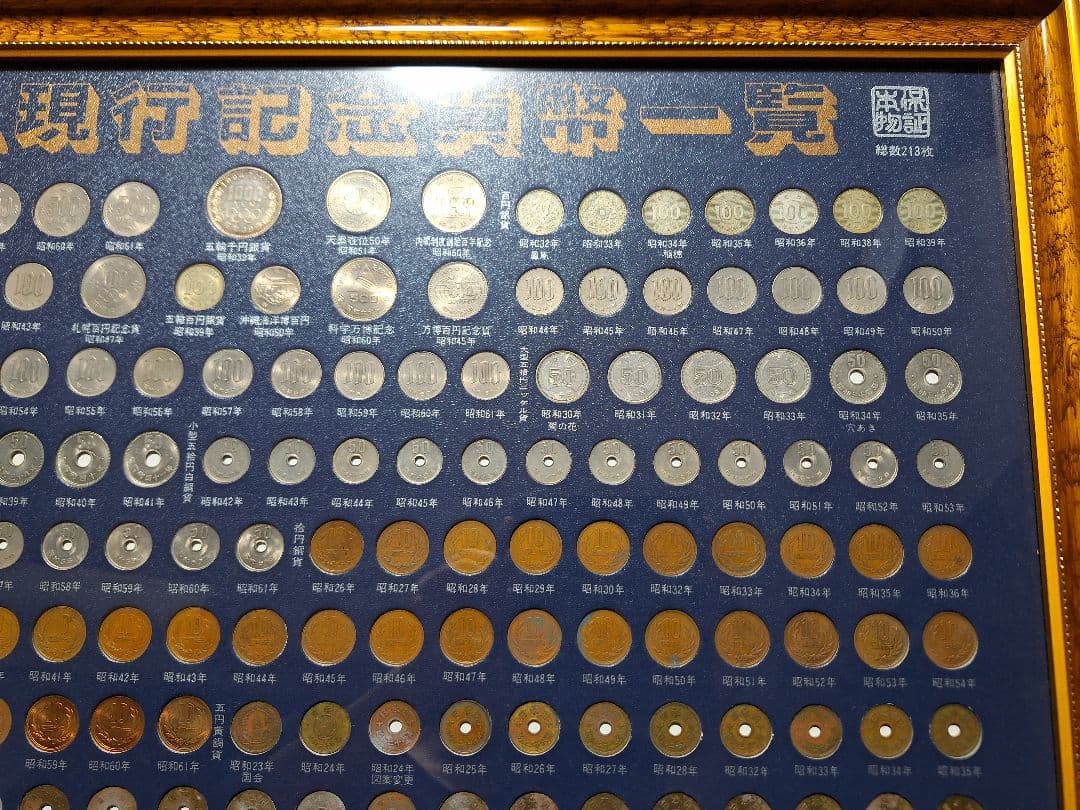 現行記念貨幣一覧
保証
本物
総数213枚
昭和60年 昭和61年 五輪千円銀貨 昭和39年 天皇在位50年 昭和51年 内閣制度創始百年記念 昭和60年
百円銀貨 昭和32年 鳳凰 昭和33年 昭和34年 稲穂 昭和35年 昭和36年 昭和38年 昭和39年
昭和43年 札幌百円記念貨 昭和47年 五輪百円銀貨 昭和39年 沖縄海洋博百円 昭和50年 科学万博記念 昭和60年 万博百円記念貨 昭和45年 昭和44年 昭和45年 昭和46年 昭和47年 昭和48年 昭和49年 昭和50年
昭和54年 昭和55年 昭和56年 昭和57年 昭和58年 昭和59年 昭和60年 昭和61年
大型五拾円ニッケル貨 昭和30年 菊の花 昭和31年 昭和32年 昭和33年 昭和34年 穴あき 昭和35年
昭和39年 昭和40年 昭和41年
小型五拾円白銅貨 昭和42年 昭和43年 昭和44年 昭和45年 昭和46年 昭和47年 昭和48年 昭和49年 昭和50年 昭和51年 昭和52年 昭和53年
昭和58年 昭和59年 昭和60年 昭和61年
拾円銅貨 昭和26年 昭和27年 昭和28年 昭和29年 昭和30年 昭和32年 昭和33年 昭和34年 昭和35年 昭和36年
昭和41年 昭和42年 昭和43年 昭和44年 昭和45年 昭和46年 昭和47年 昭和48年 昭和49年 昭和50年 昭和51年 昭和52年 昭和53年 昭和54年
昭和59年 昭和60年 昭和61年
五円黄銅貨 昭和23年 国会 昭和24年 昭和24年 図案変更 昭和25年 昭和26年 昭和27年 昭和28年 昭和32年 昭和33年 昭和34年 昭和35年